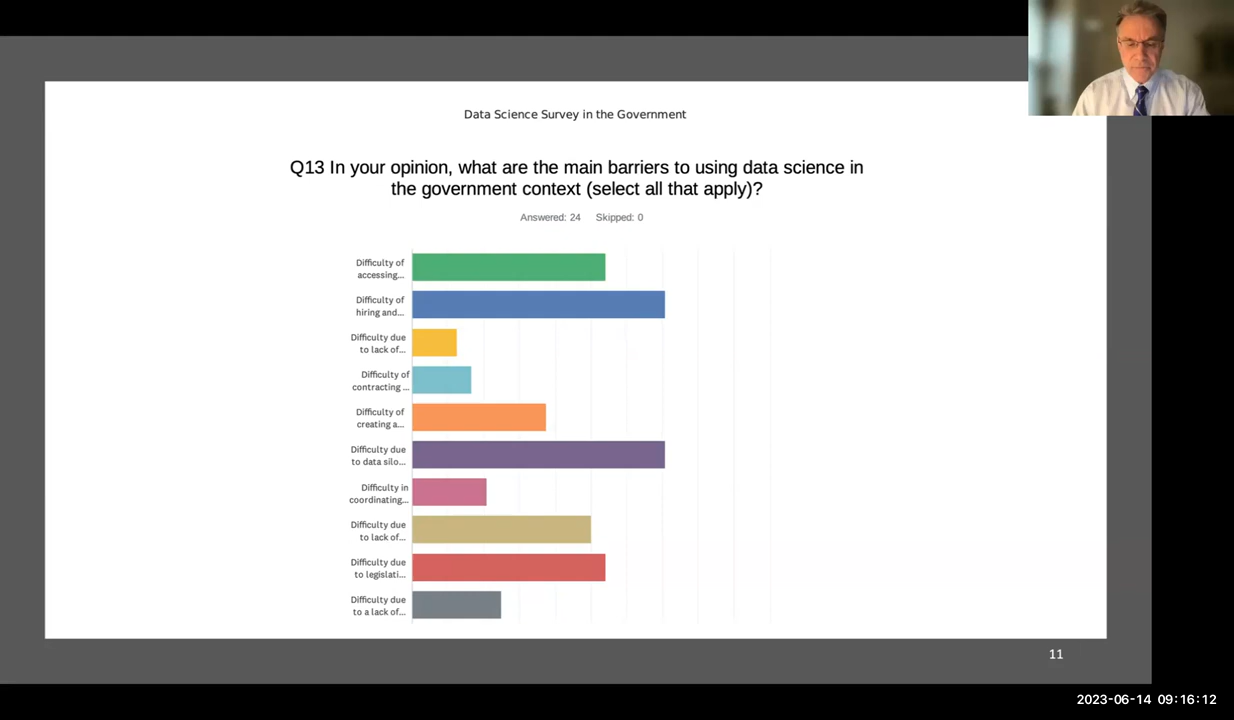 Data Science Survey in the Government
Q13 In your opinion, what are the main barriers to using data science in
the government context (select all that apply)?
Answered: 24 Skipped: 0
Difficulty of
accessing...
Difficulty of
hiring and...
Difficulty due
to lack of...
Difficulty of
contracting ...
Difficulty of
creating a...
Difficulty due
to data silo...
Difficulty in
coordinating...
Difficulty due
to lack of...
Difficulty due
to legislati...
Difficulty due
to a lack of...
11
2023-06-14 09:16:12